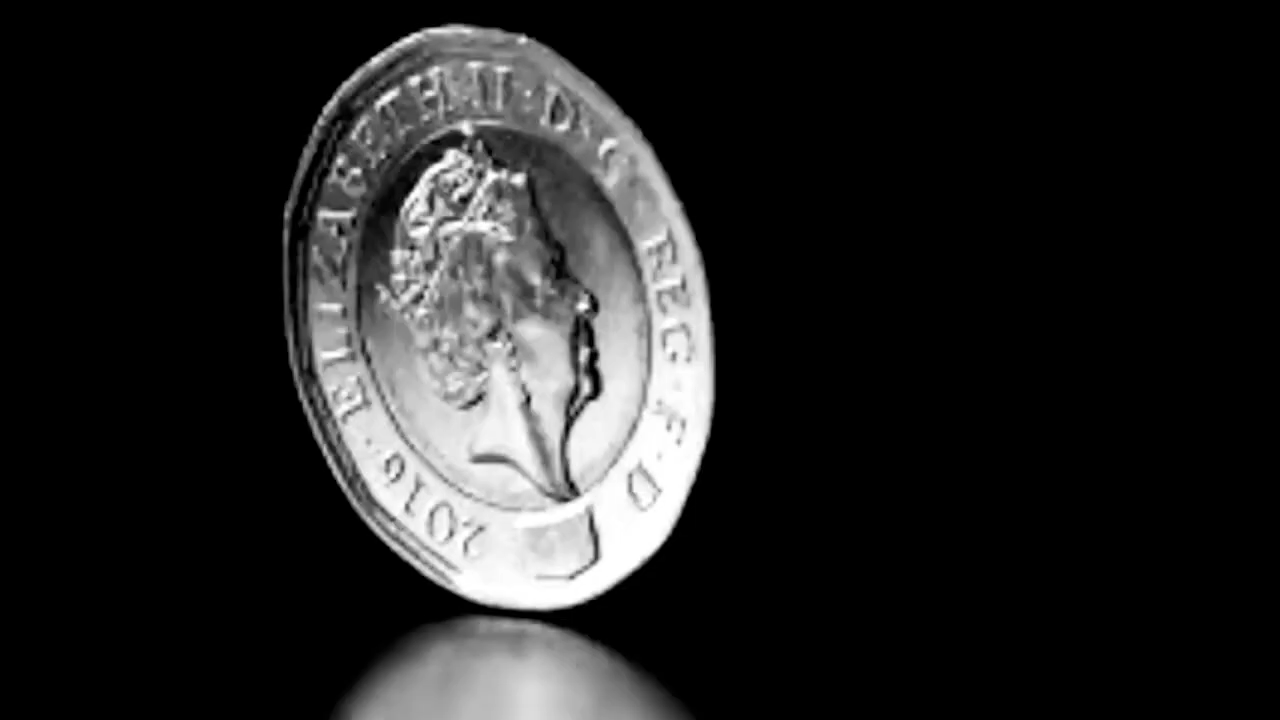 ELIZABETH II · D · G · REG · F · D
· 2016 ·